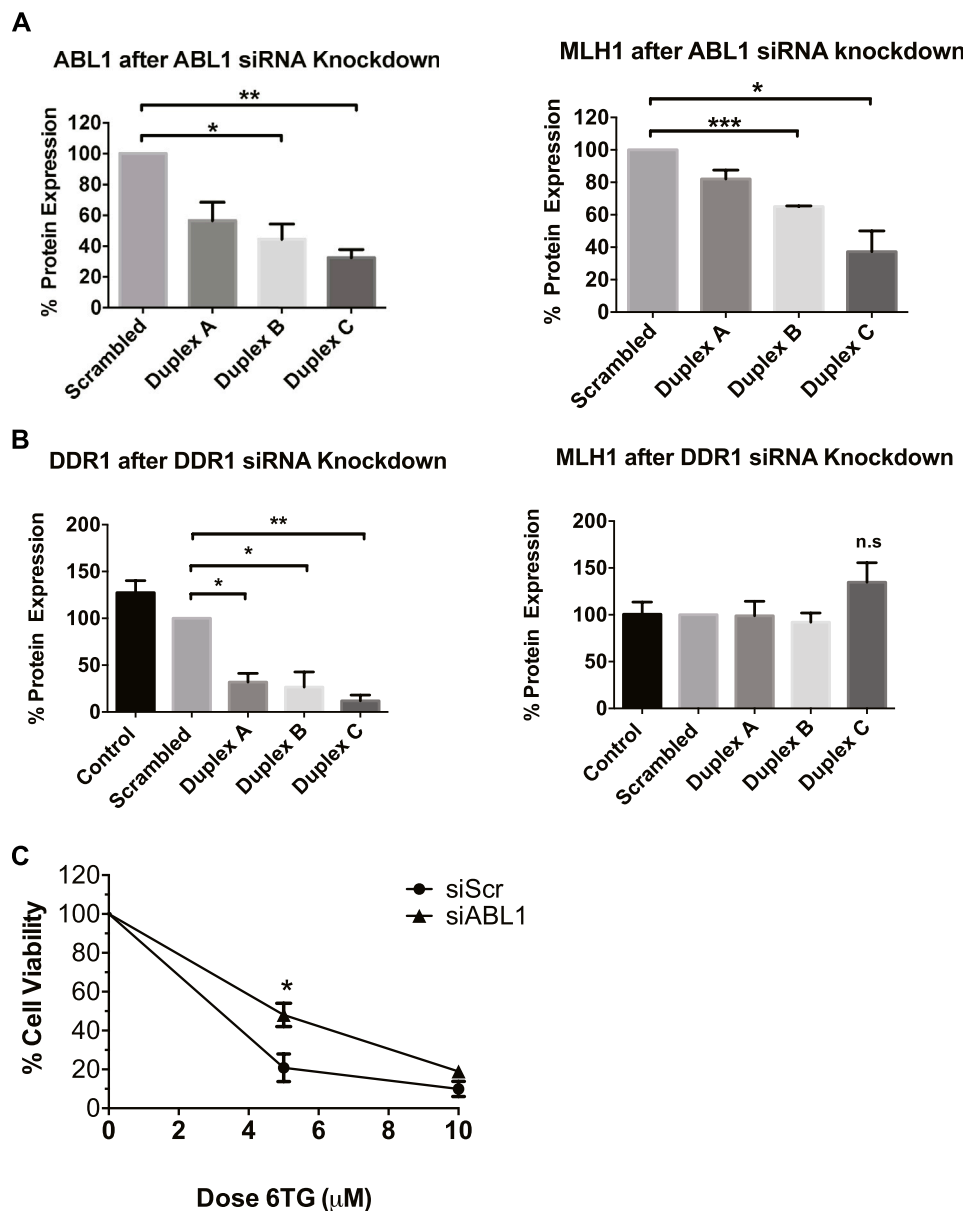 A
ABL1 after ABL1 siRNA Knockdown
**
*
120
100
80
60
40
20
0
% Protein Expression
Scrambled
Duplex A
Duplex B
Duplex C
MLH1 after ABL1 siRNA knockdown
*
***
120
100
80
60
40
20
0
% Protein Expression
Scrambled
Duplex A
Duplex B
Duplex C
B
DDR1 after DDR1 siRNA Knockdown
**
*
*
200
150
100
50
0
% Protein Expression
Control
Scrambled
Duplex A
Duplex B
Duplex C
MLH1 after DDR1 siRNA Knockdown
n.s
200
150
100
50
0
% Protein Expression
Control
Scrambled
Duplex A
Duplex B
Duplex C
C
120
100
80
60
40
20
0
% Cell Viability
siScr
siABL1
*
0 2 4 6 8 10
Dose 6TG (μM)